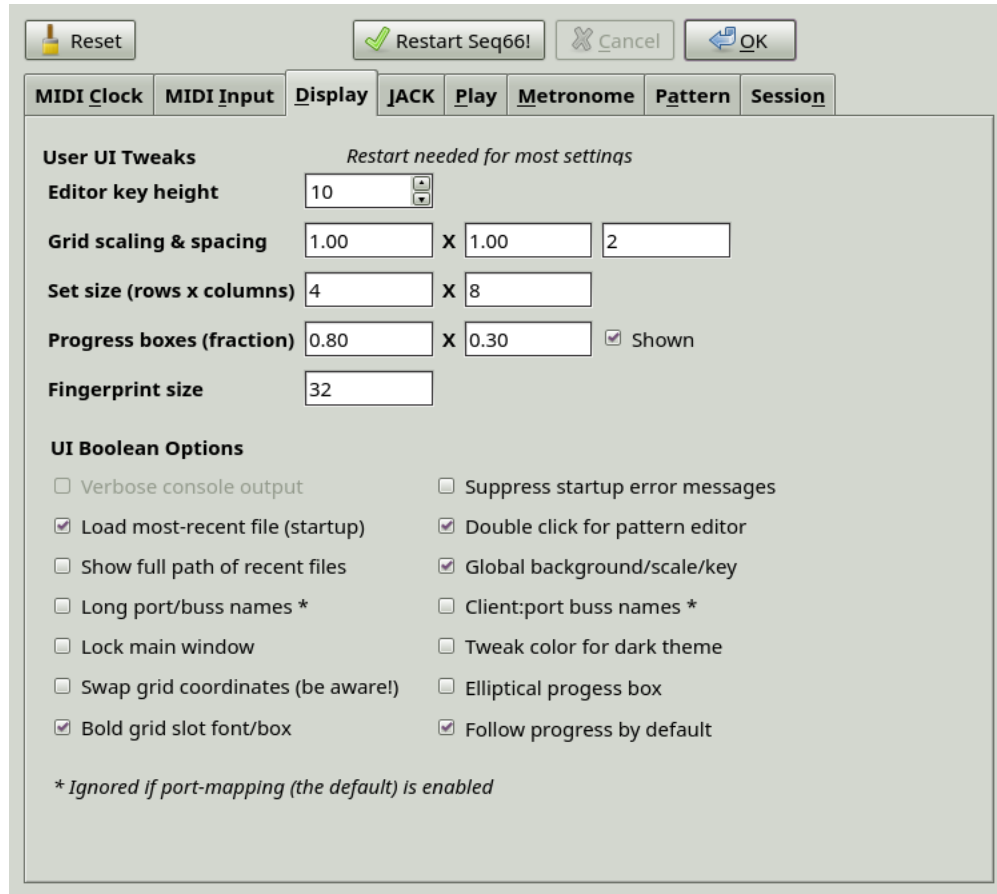 Reset Restart Seq66! Cancel OK
MIDI Clock MIDI Input Display JACK Play Metronome Pattern Session
User UI Tweaks Restart needed for most settings
Editor key height 10
Grid scaling & spacing 1.00 X 1.00 2
Set size (rows x columns) 4 X 8
Progress boxes (fraction) 0.80 X 0.30 Shown
Fingerprint size 32
UI Boolean Options
Verbose console output Suppress startup error messages
Load most-recent file (startup) Double click for pattern editor
Show full path of recent files Global background/scale/key
Long port/buss names * Client:port buss names *
Lock main window Tweak color for dark theme
Swap grid coordinates (be aware!) Elliptical progess box
Bold grid slot font/box Follow progress by default
* Ignored if port-mapping (the default) is enabled